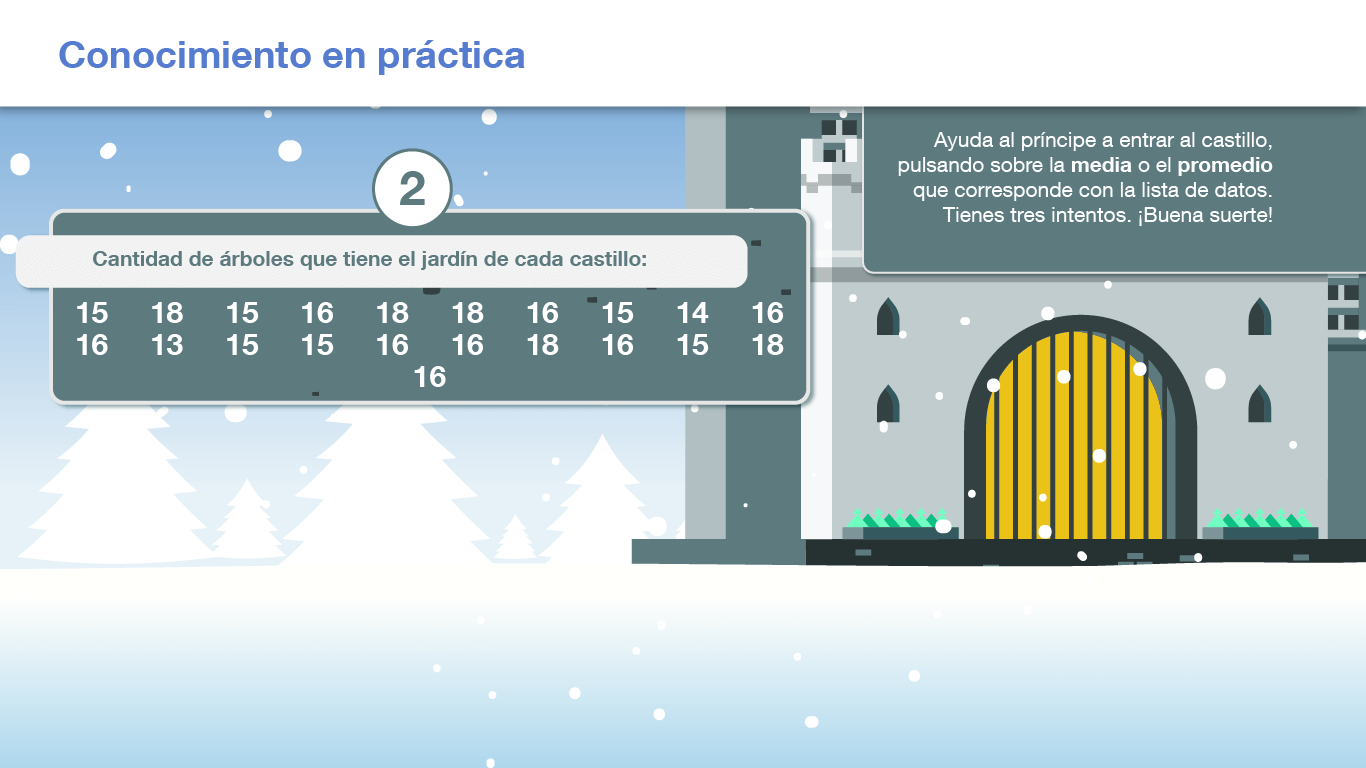 Conocimiento en práctica
Ayuda al príncipe a entrar al castillo,
pulsando sobre la media o el promedio
que corresponde con la lista de datos.
Tienes tres intentos. ¡Buena suerte!
2
Cantidad de árboles que tiene el jardín de cada castillo:
15 18 15 16 18 18 16 15 14 16
16 13 15 15 16 16 18 16 15 18
16